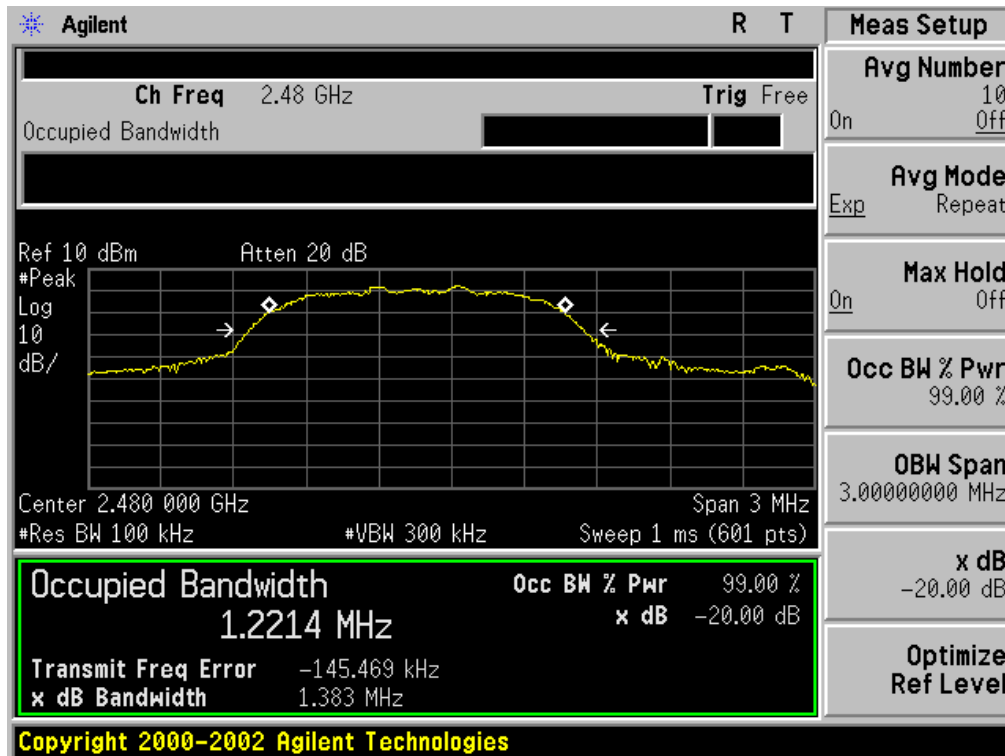 Agilent R T
Meas Setup
Ch Freq 2.48 GHz Trig Free
Occupied Bandwidth
Avg Number
10
On Off
Avg Mode
Exp Repeat
Max Hold
On Off
Occ BW % Pwr
99.00 %
OBW Span
3.00000000 MHz
x dB
-20.00 dB
Optimize
Ref Level
Ref 10 dBm Atten 20 dB
#Peak
Log
10
dB/
Center 2.480 000 GHz Span 3 MHz
#Res BW 100 kHz #VBW 300 kHz Sweep 1 ms (601 pts)
Occupied Bandwidth Occ BW % Pwr 99.00 %
1.2214 MHz x dB -20.00 dB
Transmit Freq Error -145.469 kHz
x dB Bandwidth 1.383 MHz
Copyright 2000-2002 Agilent Technologies